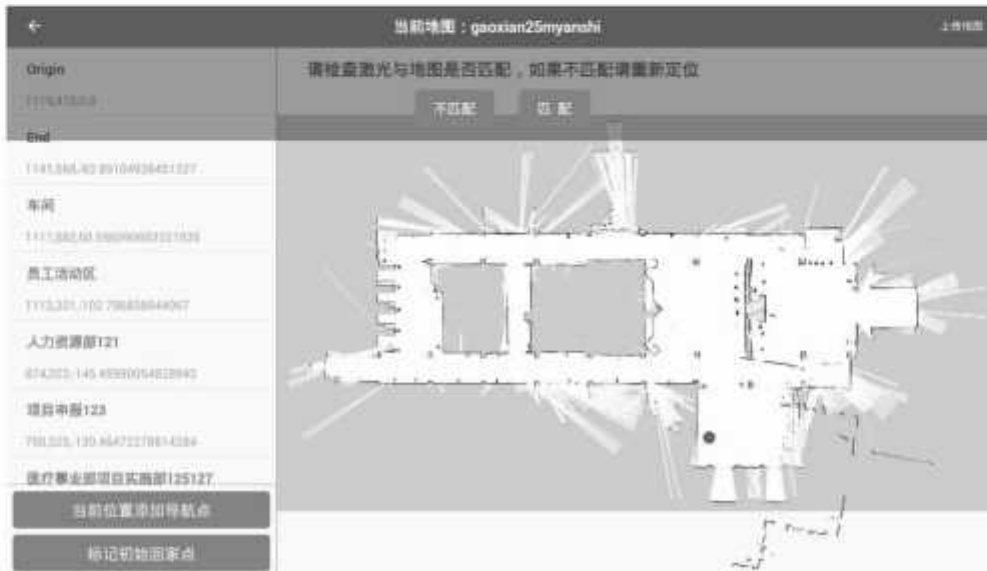 当前地图：gaoxian25myanshi
上传地图
请检查激光与地图是否匹配，如果不匹配请重新定位
不匹配
匹 配
Origin
End
车间
员工活动区
人力资源部121
项目申报123
医疗事业部项目实施部125127
当前位置添加导航点
标记初始回家点